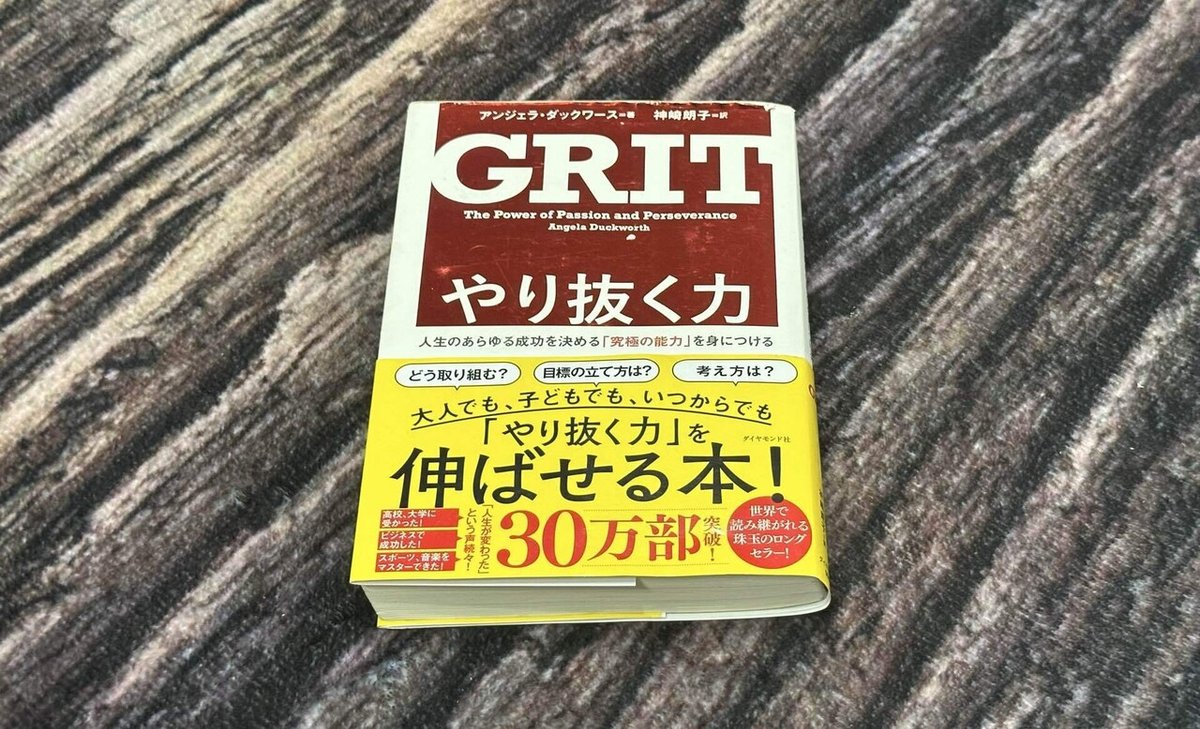 アンジェラ・ダックワース=著 神崎朗子=訳
GRIT
The Power of Passion and Perseverance
Angela Duckworth
やり抜く力
人生のあらゆる成功を決める「究極の能力」を身につける
どう取り組む? 目標の立て方は? 考え方は?
大人でも、子どもでも、いつからでも
「やり抜く力」を
ダイヤモンド社
伸ばせる本!
高校、大学に
受かった!
ビジネスで
成功した!
スポーツ、音楽を
マスターできた!
「人生が変わった」
という声続々!
30万部突破!
世界で
読み継がれる
珠玉のロング
セラー!